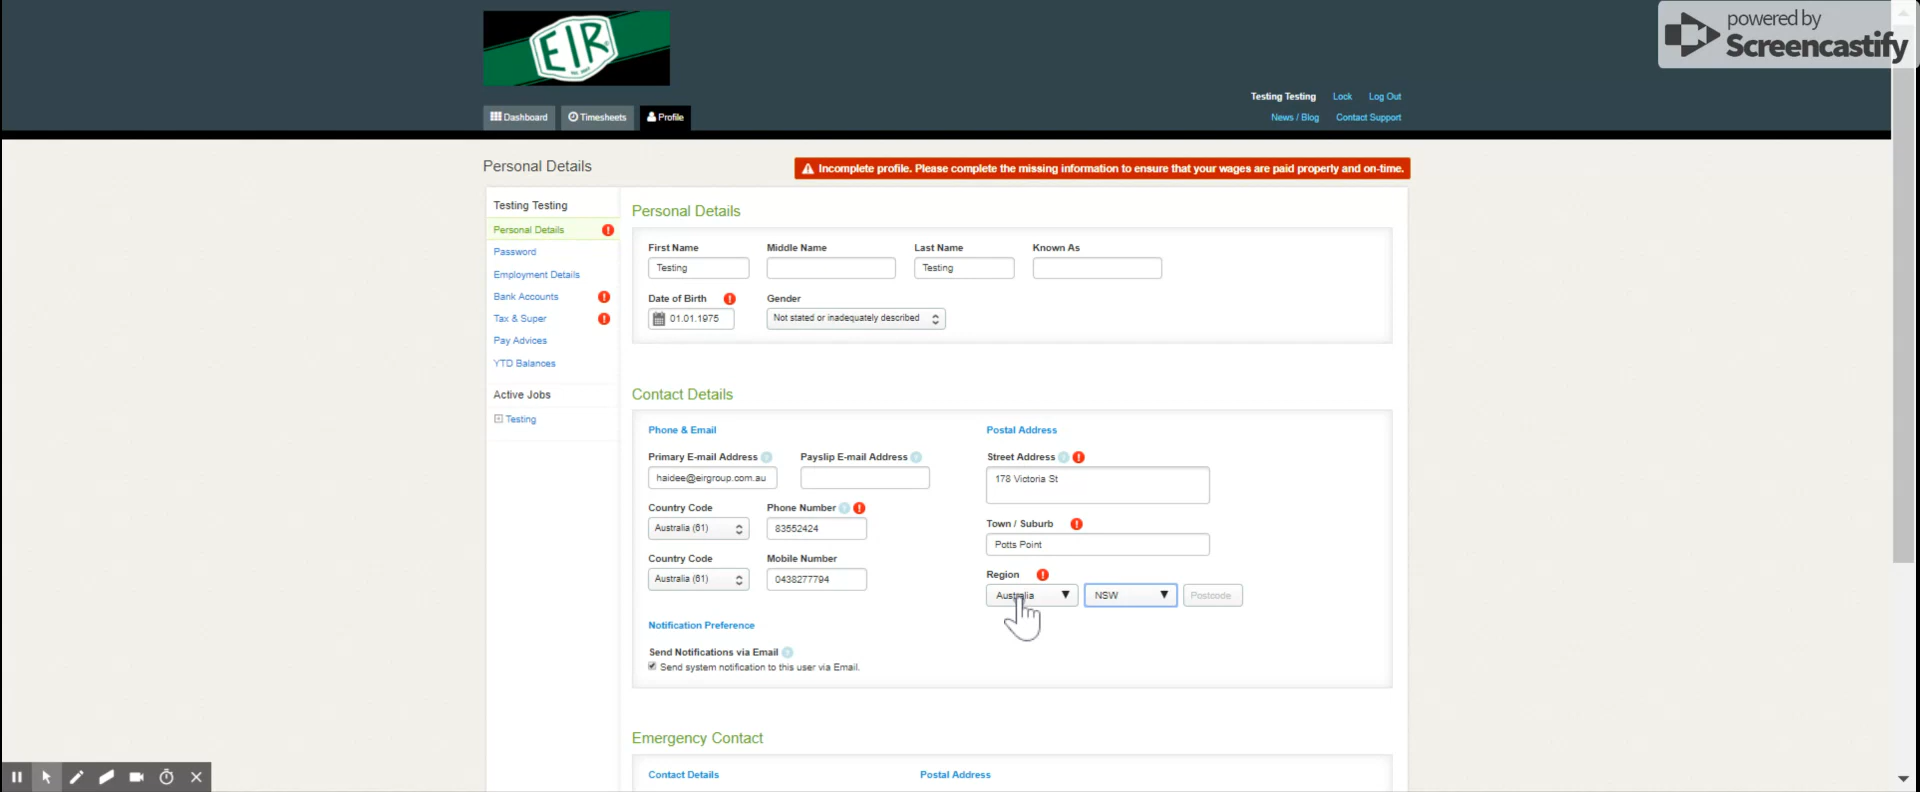 powered by
Screencastify
EIR
Testing Testing Lock Log Out
Dashboard Timesheets Profile
News / Blog Contact Support
Personal Details
Incomplete profile. Please complete the missing information to ensure that your wages are paid properly and on-time.
Testing Testing
Personal Details
Password
Employment Details
Bank Accounts
Tax & Super
Pay Advices
YTD Balances
Active Jobs
Testing
Personal Details
First Name Middle Name Last Name Known As
Testing Testing
Date of Birth Gender
01.01.1975 Not stated or inadequately described
Contact Details
Phone & Email
Primary E-mail Address Payslip E-mail Address
haidee@eirgroup.com.au
Country Code Phone Number
Australia (61) 83552424
Country Code Mobile Number
Australia (61) 0438277794
Notification Preference
Send Notifications via Email
Send system notification to this user via Email.
Postal Address
Street Address
178 Victoria St
Town / Suburb
Potts Point
Region
Australia NSW Postcode
Emergency Contact
Contact Details Postal Address